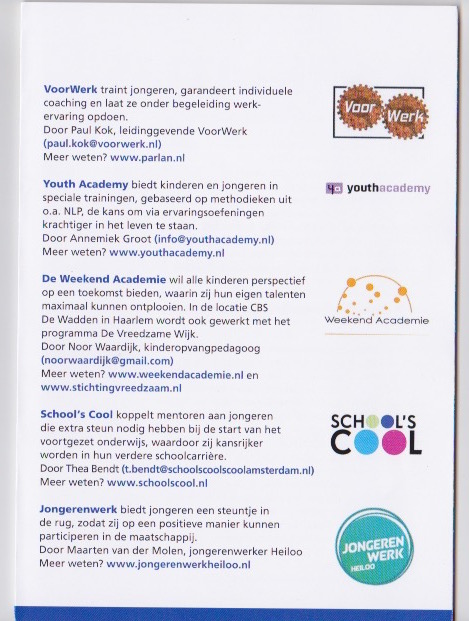 VoorWerk traint jongeren, garandeert individuele
coaching en laat ze onder begeleiding werk-
ervaring opdoen.
Door Paul Kok, leidinggevende VoorWerk
(paul.kok@voorwerk.nl)
Meer weten? www.parlan.nl
Voor
Werk
Youth Academy biedt kinderen en jongeren in
speciale trainingen, gebaseerd op methodieken uit
o.a. NLP, de kans om via ervaringsoefeningen
krachtiger in het leven te staan.
Door Annemiek Groot (info@youthacademy.nl)
Meer weten? www.youthacademy.nl
ya youthacademy
De Weekend Academie wil alle kinderen perspectief
op een toekomst bieden, waarin zij hun eigen talenten
maximaal kunnen ontplooien. In de locatie CBS
De Wadden in Haarlem wordt ook gewerkt met het
programma De Vreedzame Wijk.
Door Noor Waardijk, kinderopvangpedagoog
(noorwaardijk@gmail.com)
Meer weten? www.weekendacademie.nl en
www.stichtingvreedzaam.nl
Weekend Academie
School's Cool koppelt mentoren aan jongeren
die extra steun nodig hebben bij de start van het
voortgezet onderwijs, waardoor zij kansrijker
worden in hun verdere schoolcarrière.
Door Thea Bendt (t.bendt@schoolscoolscoolamsterdam.nl)
Meer weten? www.schoolscool.nl
SCHOOL'S
COOL
Jongerenwerk biedt jongeren een steuntje in
de rug, zodat zij op een positieve manier kunnen
participeren in de maatschappij.
Door Maarten van der Molen, jongerenwerker Heiloo
Meer weten? www.jongerenwerkheiloo.nl
JONGEREN
WERK
HEILOO